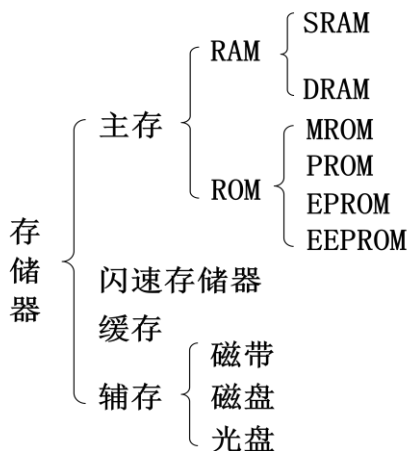 存储器
主存
RAM
SRAM
DRAM
ROM
MROM
PROM
EPROM
EEPROM
闪速存储器
缓存
辅存
磁带
磁盘
光盘